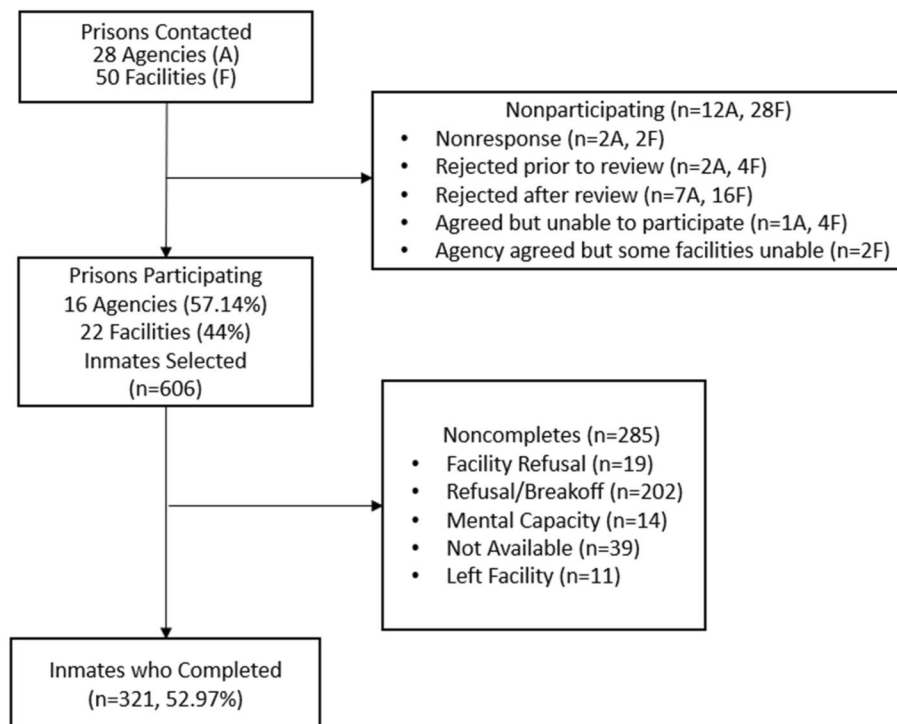 Prisons Contacted
28 Agencies (A)
50 Facilities (F)
Nonparticipating (n=12A, 28F)
• Nonresponse (n=2A, 2F)
• Rejected prior to review (n=2A, 4F)
• Rejected after review (n=7A, 16F)
• Agreed but unable to participate (n=1A, 4F)
• Agency agreed but some facilities unable (n=2F)
Prisons Participating
16 Agencies (57.14%)
22 Facilities (44%)
Inmates Selected
(n=606)
Noncompletes (n=285)
• Facility Refusal (n=19)
• Refusal/Breakoff (n=202)
• Mental Capacity (n=14)
• Not Available (n=39)
• Left Facility (n=11)
Inmates who Completed
(n=321, 52.97%)